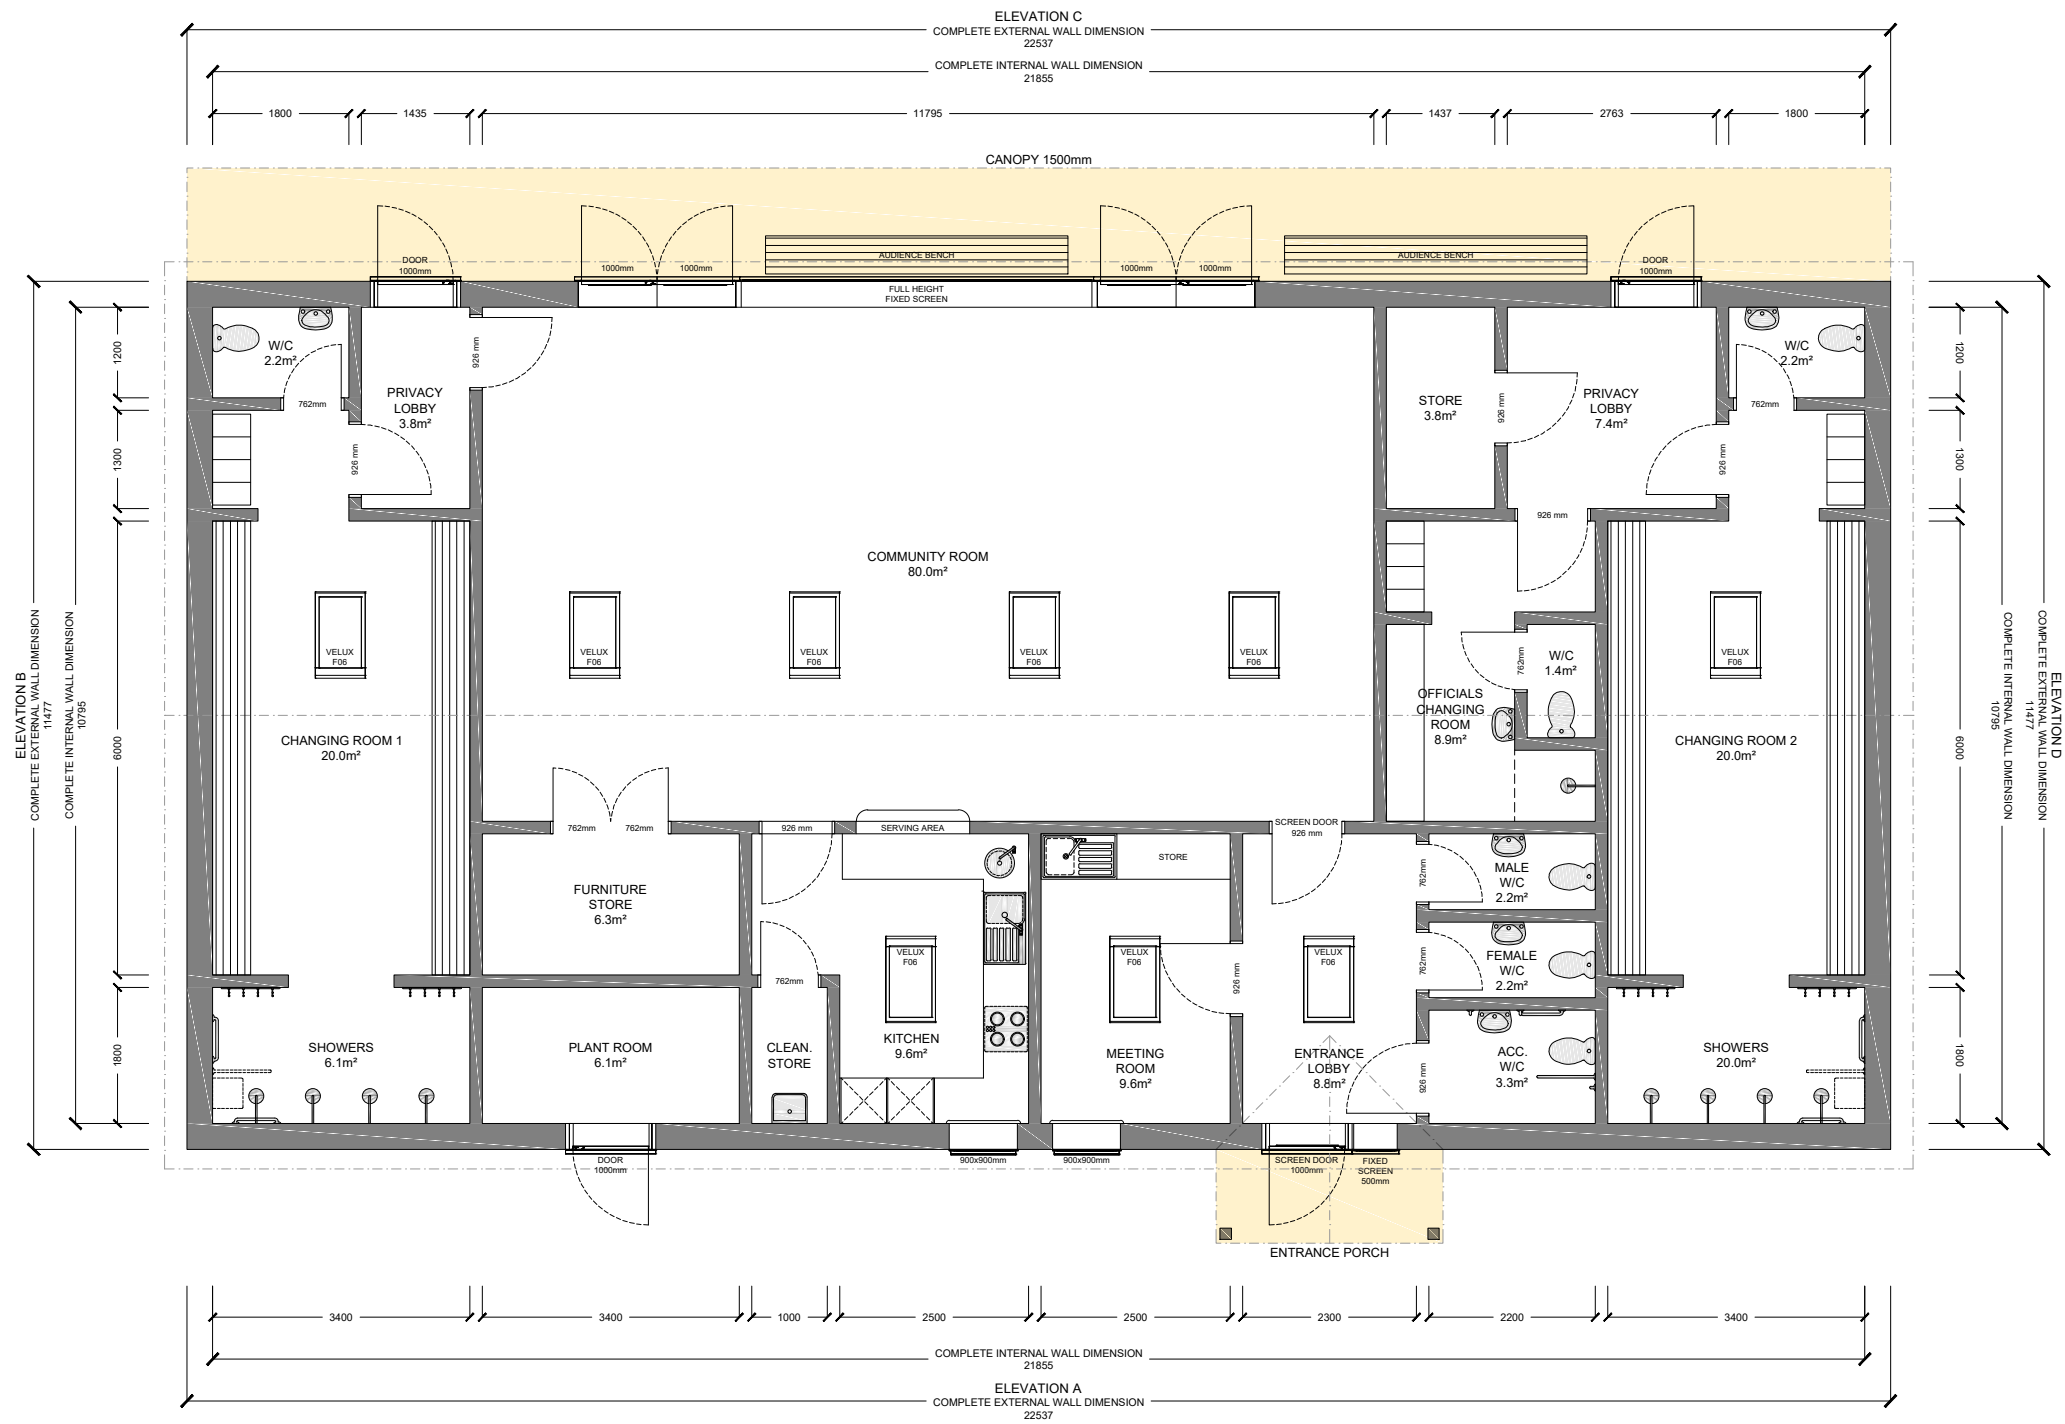 ELEVATION C
COMPLETE EXTERNAL WALL DIMENSION
22537
COMPLETE INTERNAL WALL DIMENSION
21855
1800
1435
11795
1437
2763
1800
CANOPY 1500mm
DOOR
1000mm
1000mm
1000mm
AUDIENCE BENCH
1000mm
1000mm
AUDIENCE BENCH
DOOR
1000mm
FULL HEIGHT
FIXED SCREEN
ELEVATION B
COMPLETE EXTERNAL WALL DIMENSION
11477
COMPLETE INTERNAL WALL DIMENSION
10795
1200
1300
6000
1800
W/C
2.2m²
762mm
926 mm
PRIVACY
LOBBY
3.8m²
926 mm
STORE
3.8m²
926 mm
PRIVACY
LOBBY
7.4m²
W/C
2.2m²
762mm
926 mm
926 mm
COMMUNITY ROOM
80.0m²
VELUX
F06
VELUX
F06
VELUX
F06
VELUX
F06
VELUX
F06
VELUX
F06
CHANGING ROOM 1
20.0m²
OFFICIALS
CHANGING
ROOM
8.9m²
762mm
W/C
1.4m²
CHANGING ROOM 2
20.0m²
762mm
762mm
926 mm
SERVING AREA
SCREEN DOOR
926 mm
FURNITURE
STORE
6.3m²
STORE
762mm
MALE
W/C
2.2m²
762mm
FEMALE
W/C
2.2m²
VELUX
F06
VELUX
F06
VELUX
F06
762mm
926 mm
SHOWERS
6.1m²
PLANT ROOM
6.1m²
CLEAN.
STORE
KITCHEN
9.6m²
MEETING
ROOM
9.6m²
ENTRANCE
LOBBY
8.8m²
926 mm
ACC.
W/C
3.3m²
SHOWERS
20.0m²
DOOR
1000mm
900x900mm
900x900mm
SCREEN DOOR
1000mm
FIXED
SCREEN
500mm
ENTRANCE PORCH
1200
1300
6000
1800
COMPLETE INTERNAL WALL DIMENSION
10795
ELEVATION D
COMPLETE EXTERNAL WALL DIMENSION
11477
3400
3400
1000
2500
2500
2300
2200
3400
COMPLETE INTERNAL WALL DIMENSION
21855
ELEVATION A
COMPLETE EXTERNAL WALL DIMENSION
22537